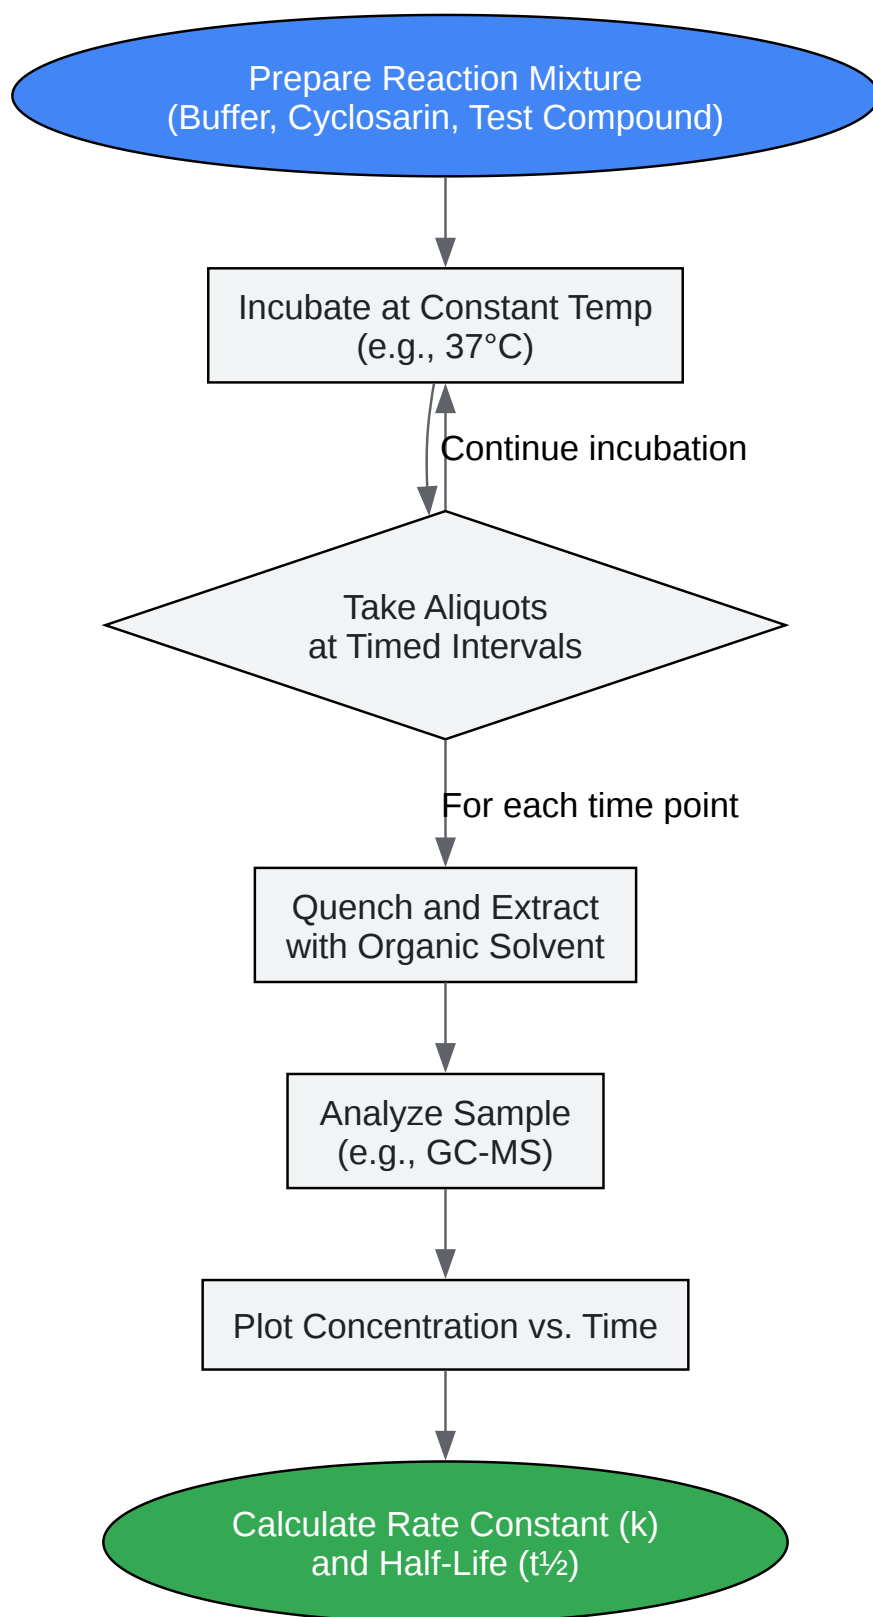 Prepare Reaction Mixture
(Buffer, Cyclosarin, Test Compound)
Incubate at Constant Temp
(e.g., 37°C)
Continue incubation
Take Aliquots
at Timed Intervals
For each time point
Quench and Extract
with Organic Solvent
Analyze Sample
(e.g., GC-MS)
Plot Concentration vs. Time
Calculate Rate Constant (k)
and Half-Life (t½)